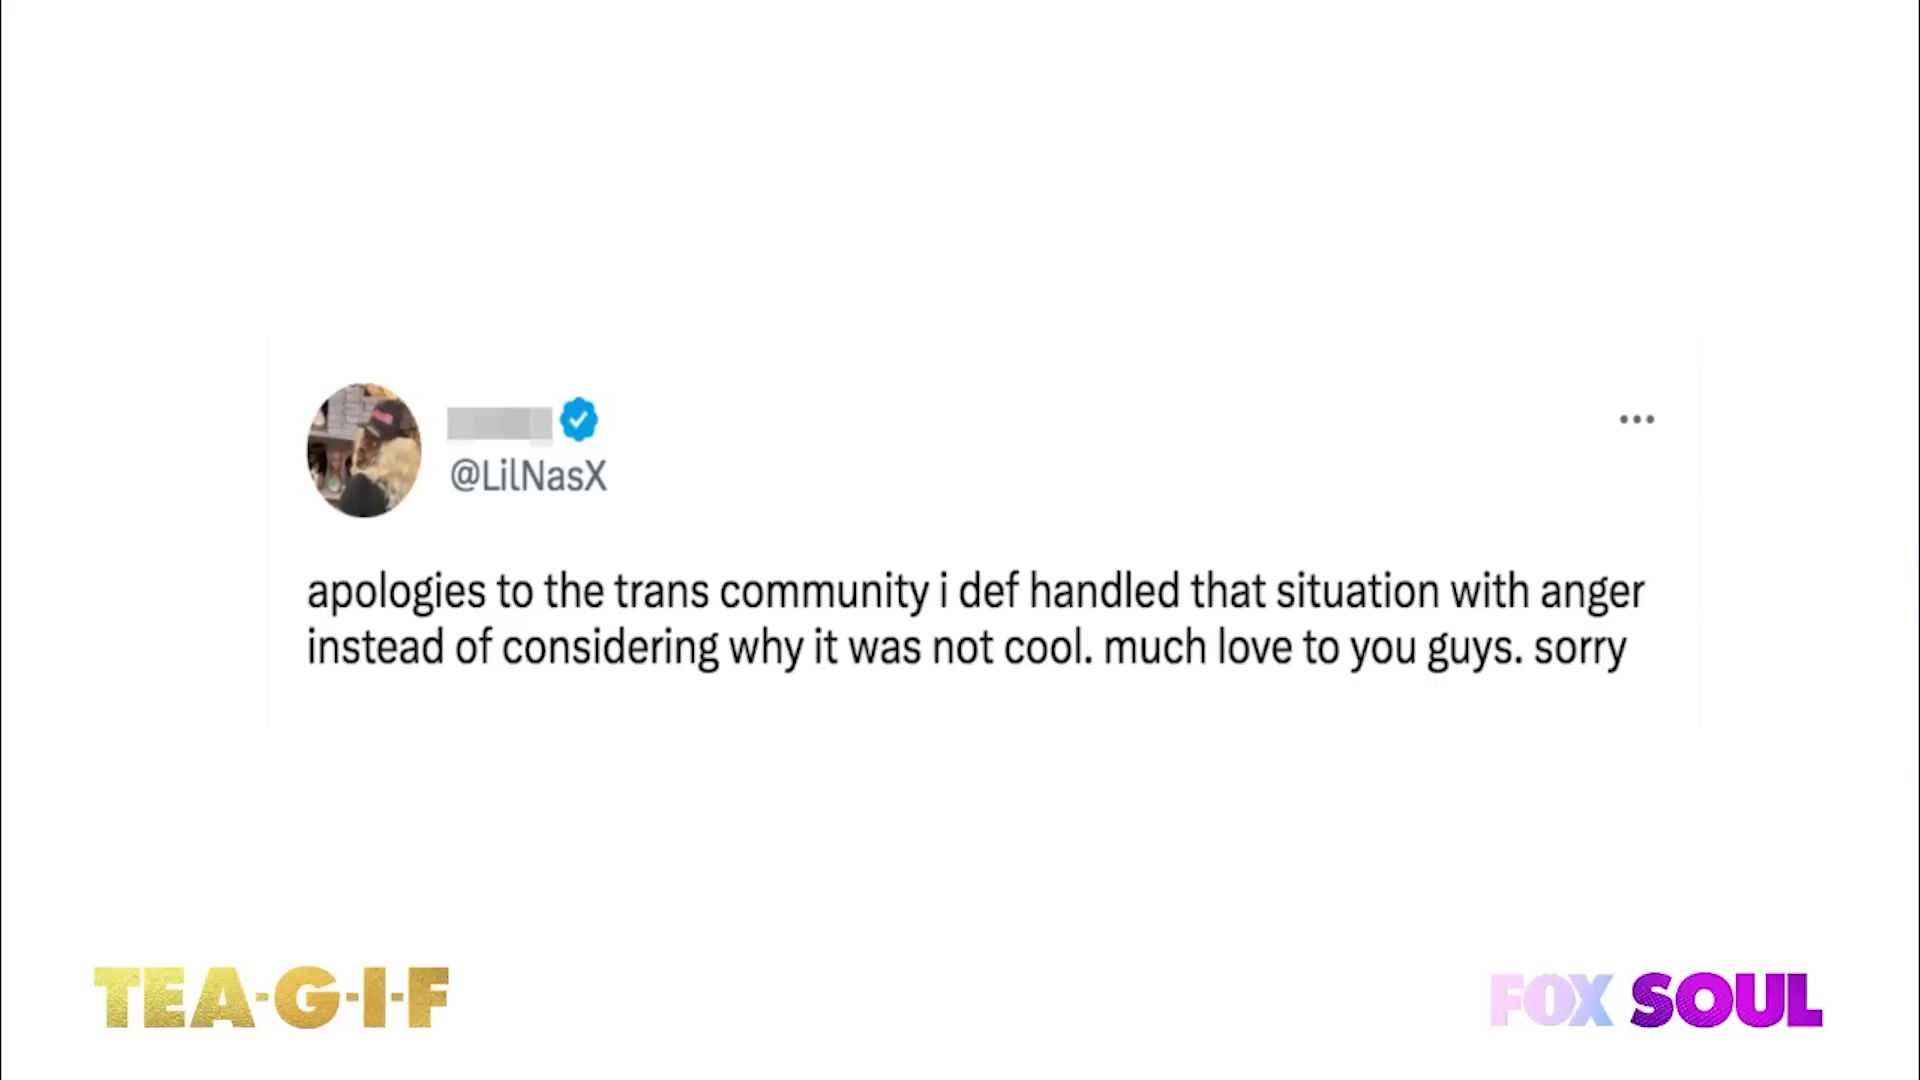 @LilNasX
apologies to the trans community i def handled that situation with anger
instead of considering why it was not cool. much love to you guys. sorry
TEA-G-I-F
FOX SOUL